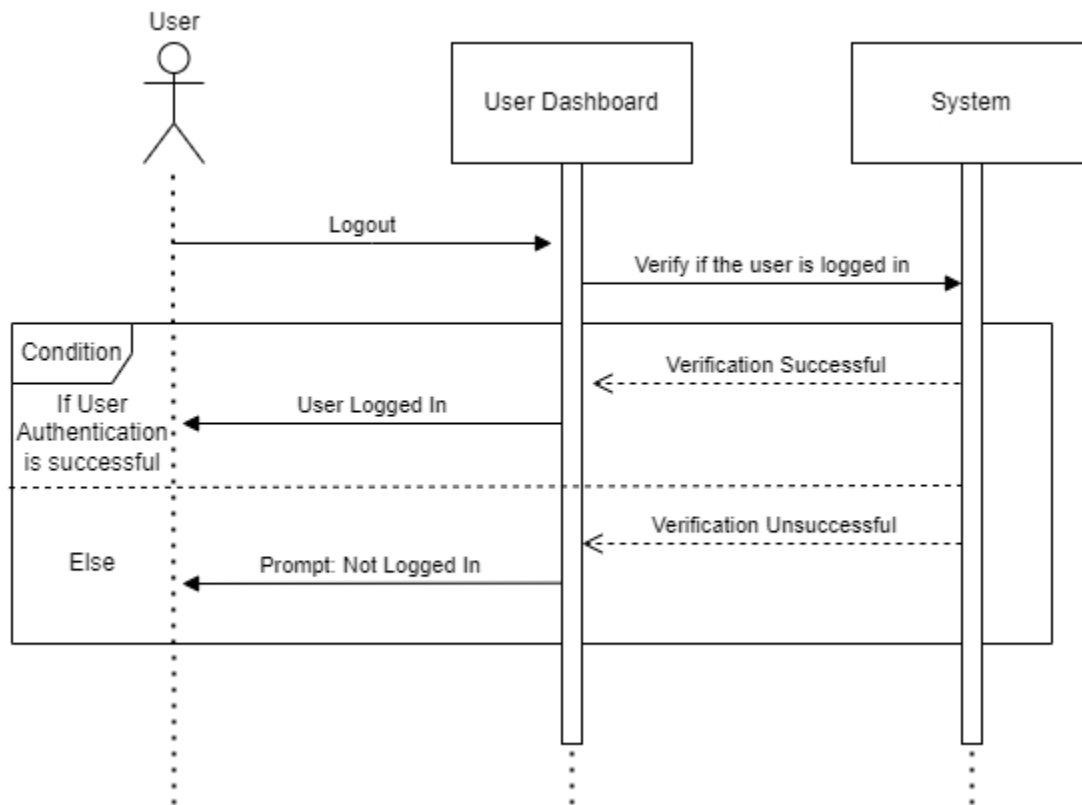 User
User Dashboard
System
Logout
Verify if the user is logged in
Condition
Verification Successful
If User
Authentication
is successful
User Logged In
Verification Unsuccessful
Else
Prompt: Not Logged In